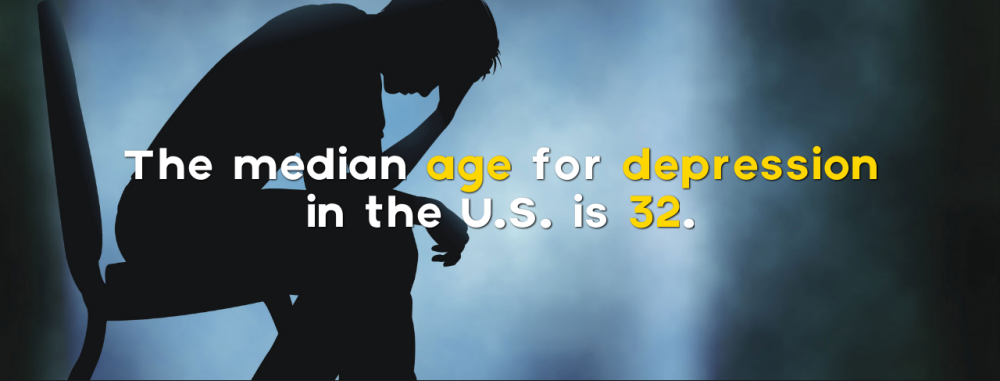 The median age for depression
in the U.S. is 32.